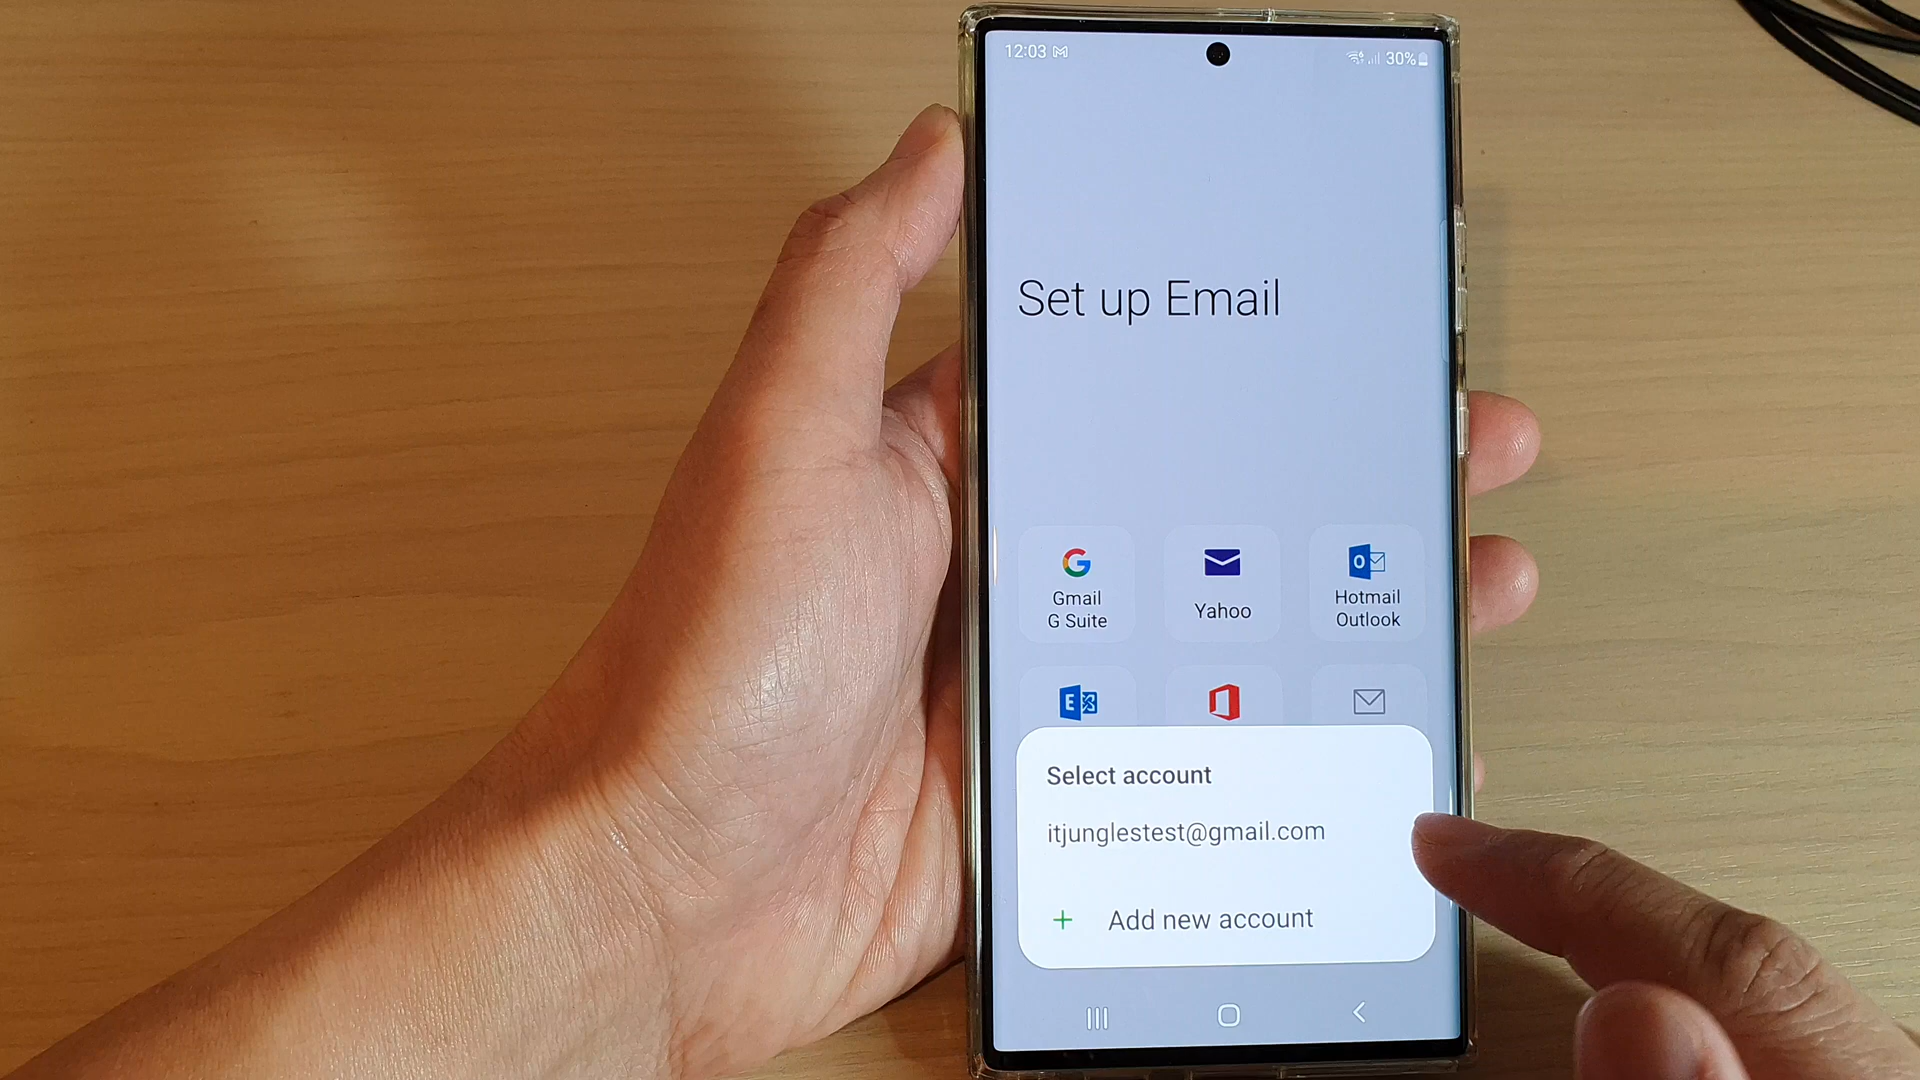 12:03
30%
Set up Email
Gmail
G Suite
Yahoo
Hotmail
Outlook
Select account
itjunglestest@gmail.com
+ Add new account